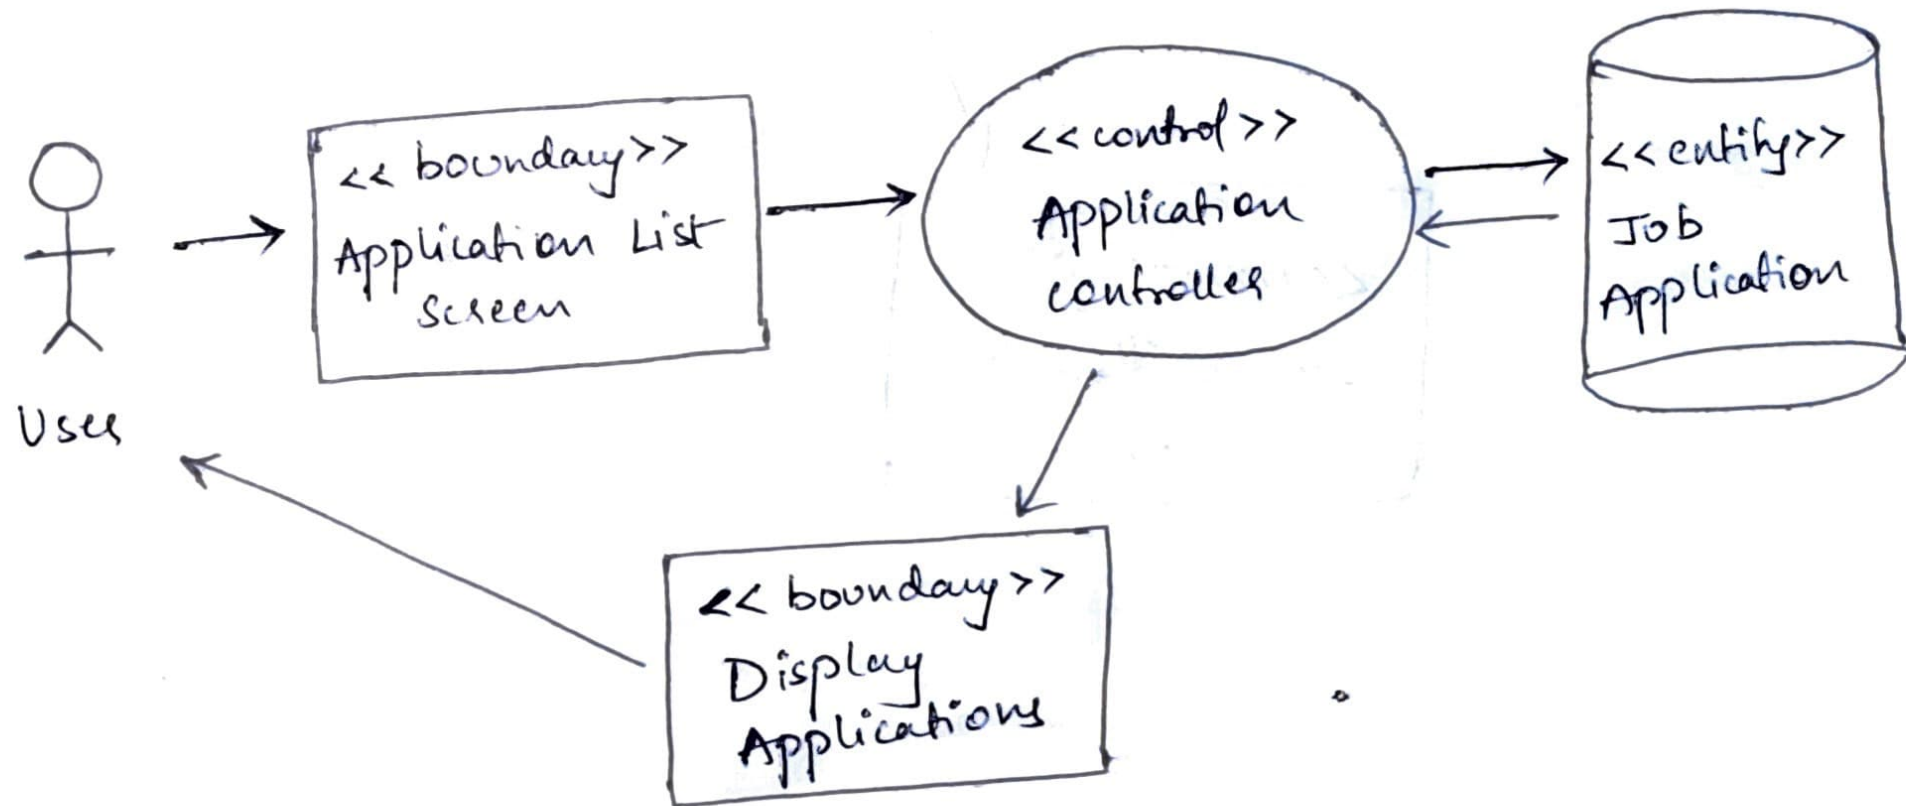 << boundary >>
Application List
Screen
<< control >>
Application
controller
<< entity >>
Job
Application
User
<< boundary >>
Display
Applications